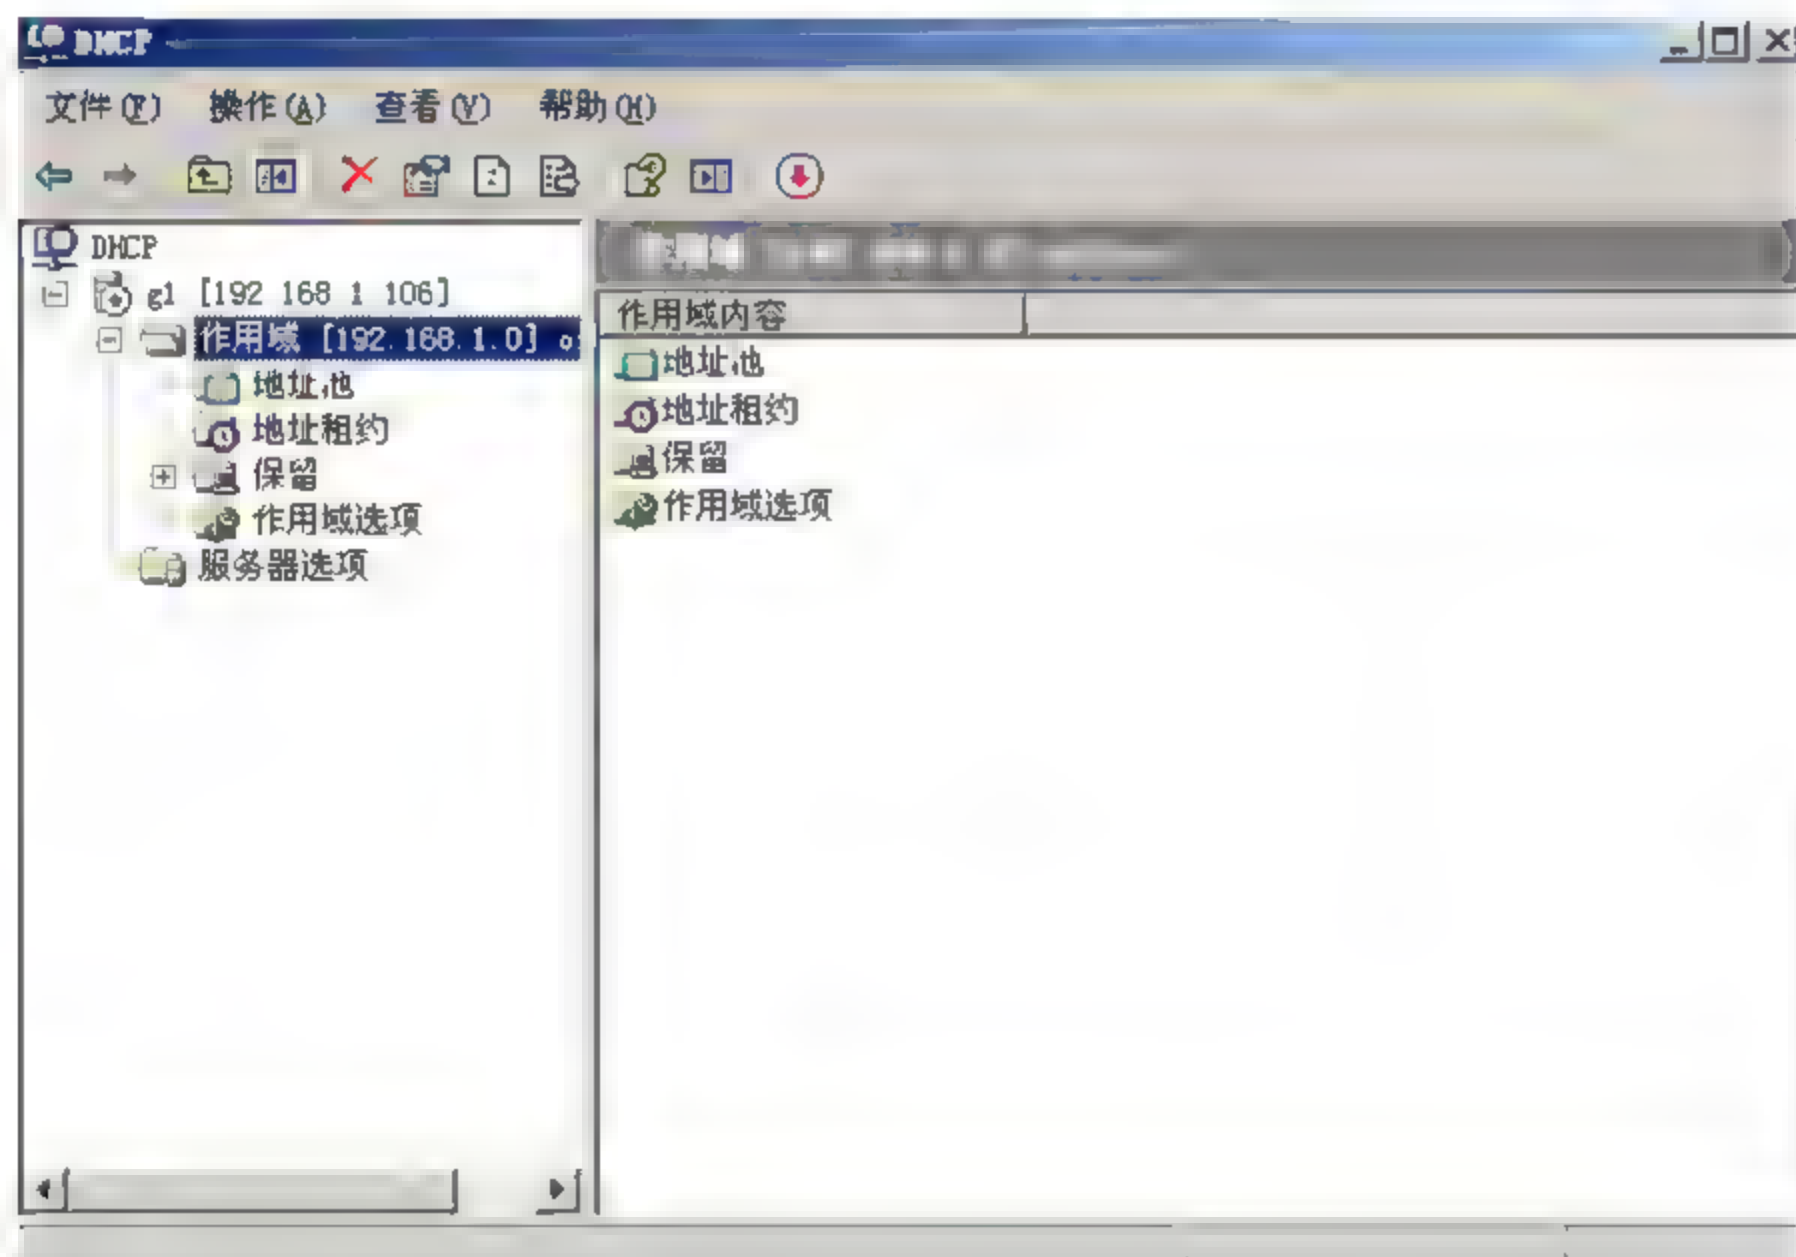 DHCP
文件(F) 操作(A) 查看(V) 帮助(H)
DHCP
g1 [192 168 1 106]
作用域 [192.168.1.0]
地址池
地址租约
保留
作用域选项
服务器选项
作用域内容
地址池
地址租约
保留
作用域选项